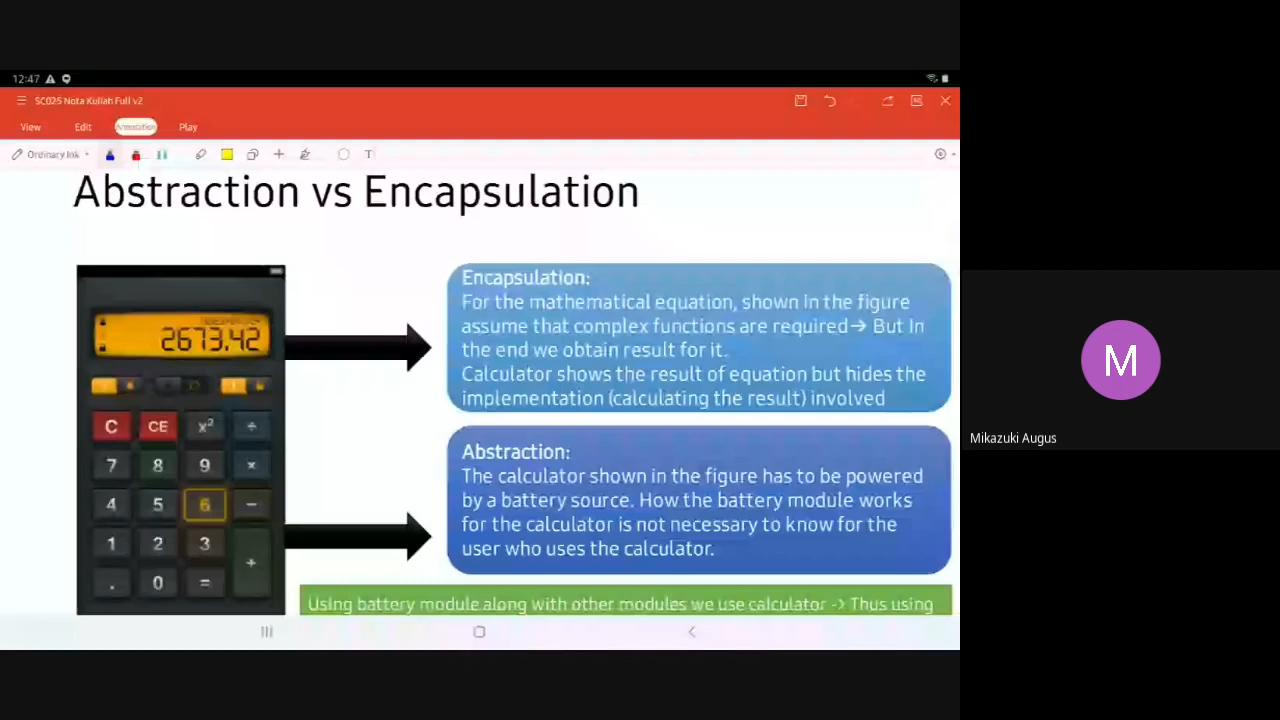 12:47
SC025 Nota Kuliah Full v2
View Edit Annotation Play
Ordinary Ink
T
Abstraction vs Encapsulation
2673.42
C CE x² ÷
7 8 9 ×
4 5 6 −
1 2 3 +
. 0 =
Encapsulation:
For the mathematical equation, shown in the figure
assume that complex functions are required→ But In
the end we obtain result for it.
Calculator shows the result of equation but hides the
implementation (calculating the result) involved
Abstraction:
The calculator shown in the figure has to be powered
by a battery source. How the battery module works
for the calculator is not necessary to know for the
user who uses the calculator.
Using battery module along with other modules we use calculator -> Thus using
M
Mikazuki Augus